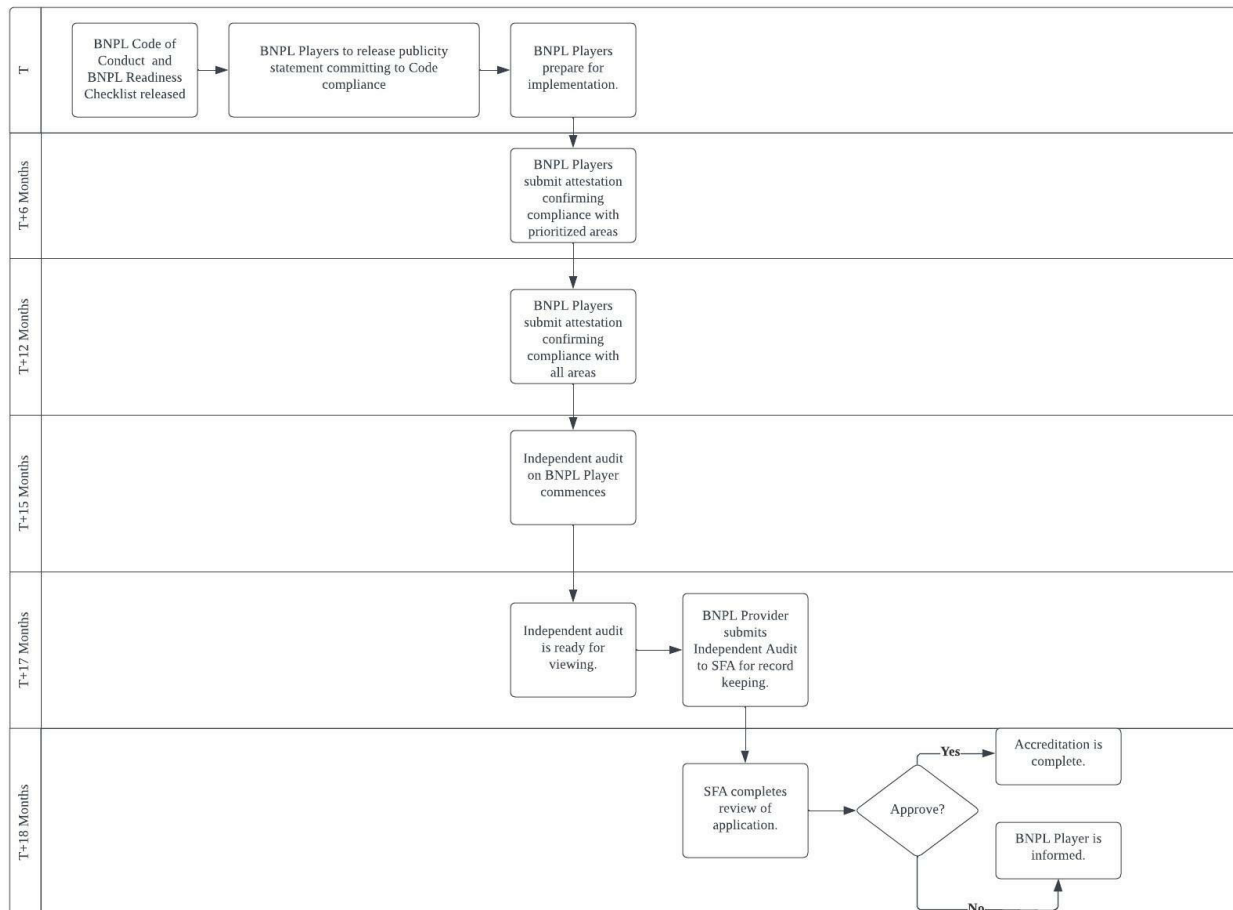 T
BNPL Code of
Conduct and
BNPL Readiness
Checklist released
BNPL Players to release publicity
statement committing to Code
compliance
BNPL Players
prepare for
implementation.
T+6 Months
BNPL Players
submit attestation
confirming
compliance with
prioritized areas
T+12 Months
BNPL Players
submit attestation
confirming
compliance with
all areas
T+15 Months
Independent audit
on BNPL Player
commences
T+17 Months
Independent audit
is ready for
viewing.
BNPL Provider
submits
Independent Audit
to SFA for record
keeping.
T+18 Months
SFA completes
review of
application.
Approve?
Yes
Accreditation is
complete.
No
BNPL Player is
informed.